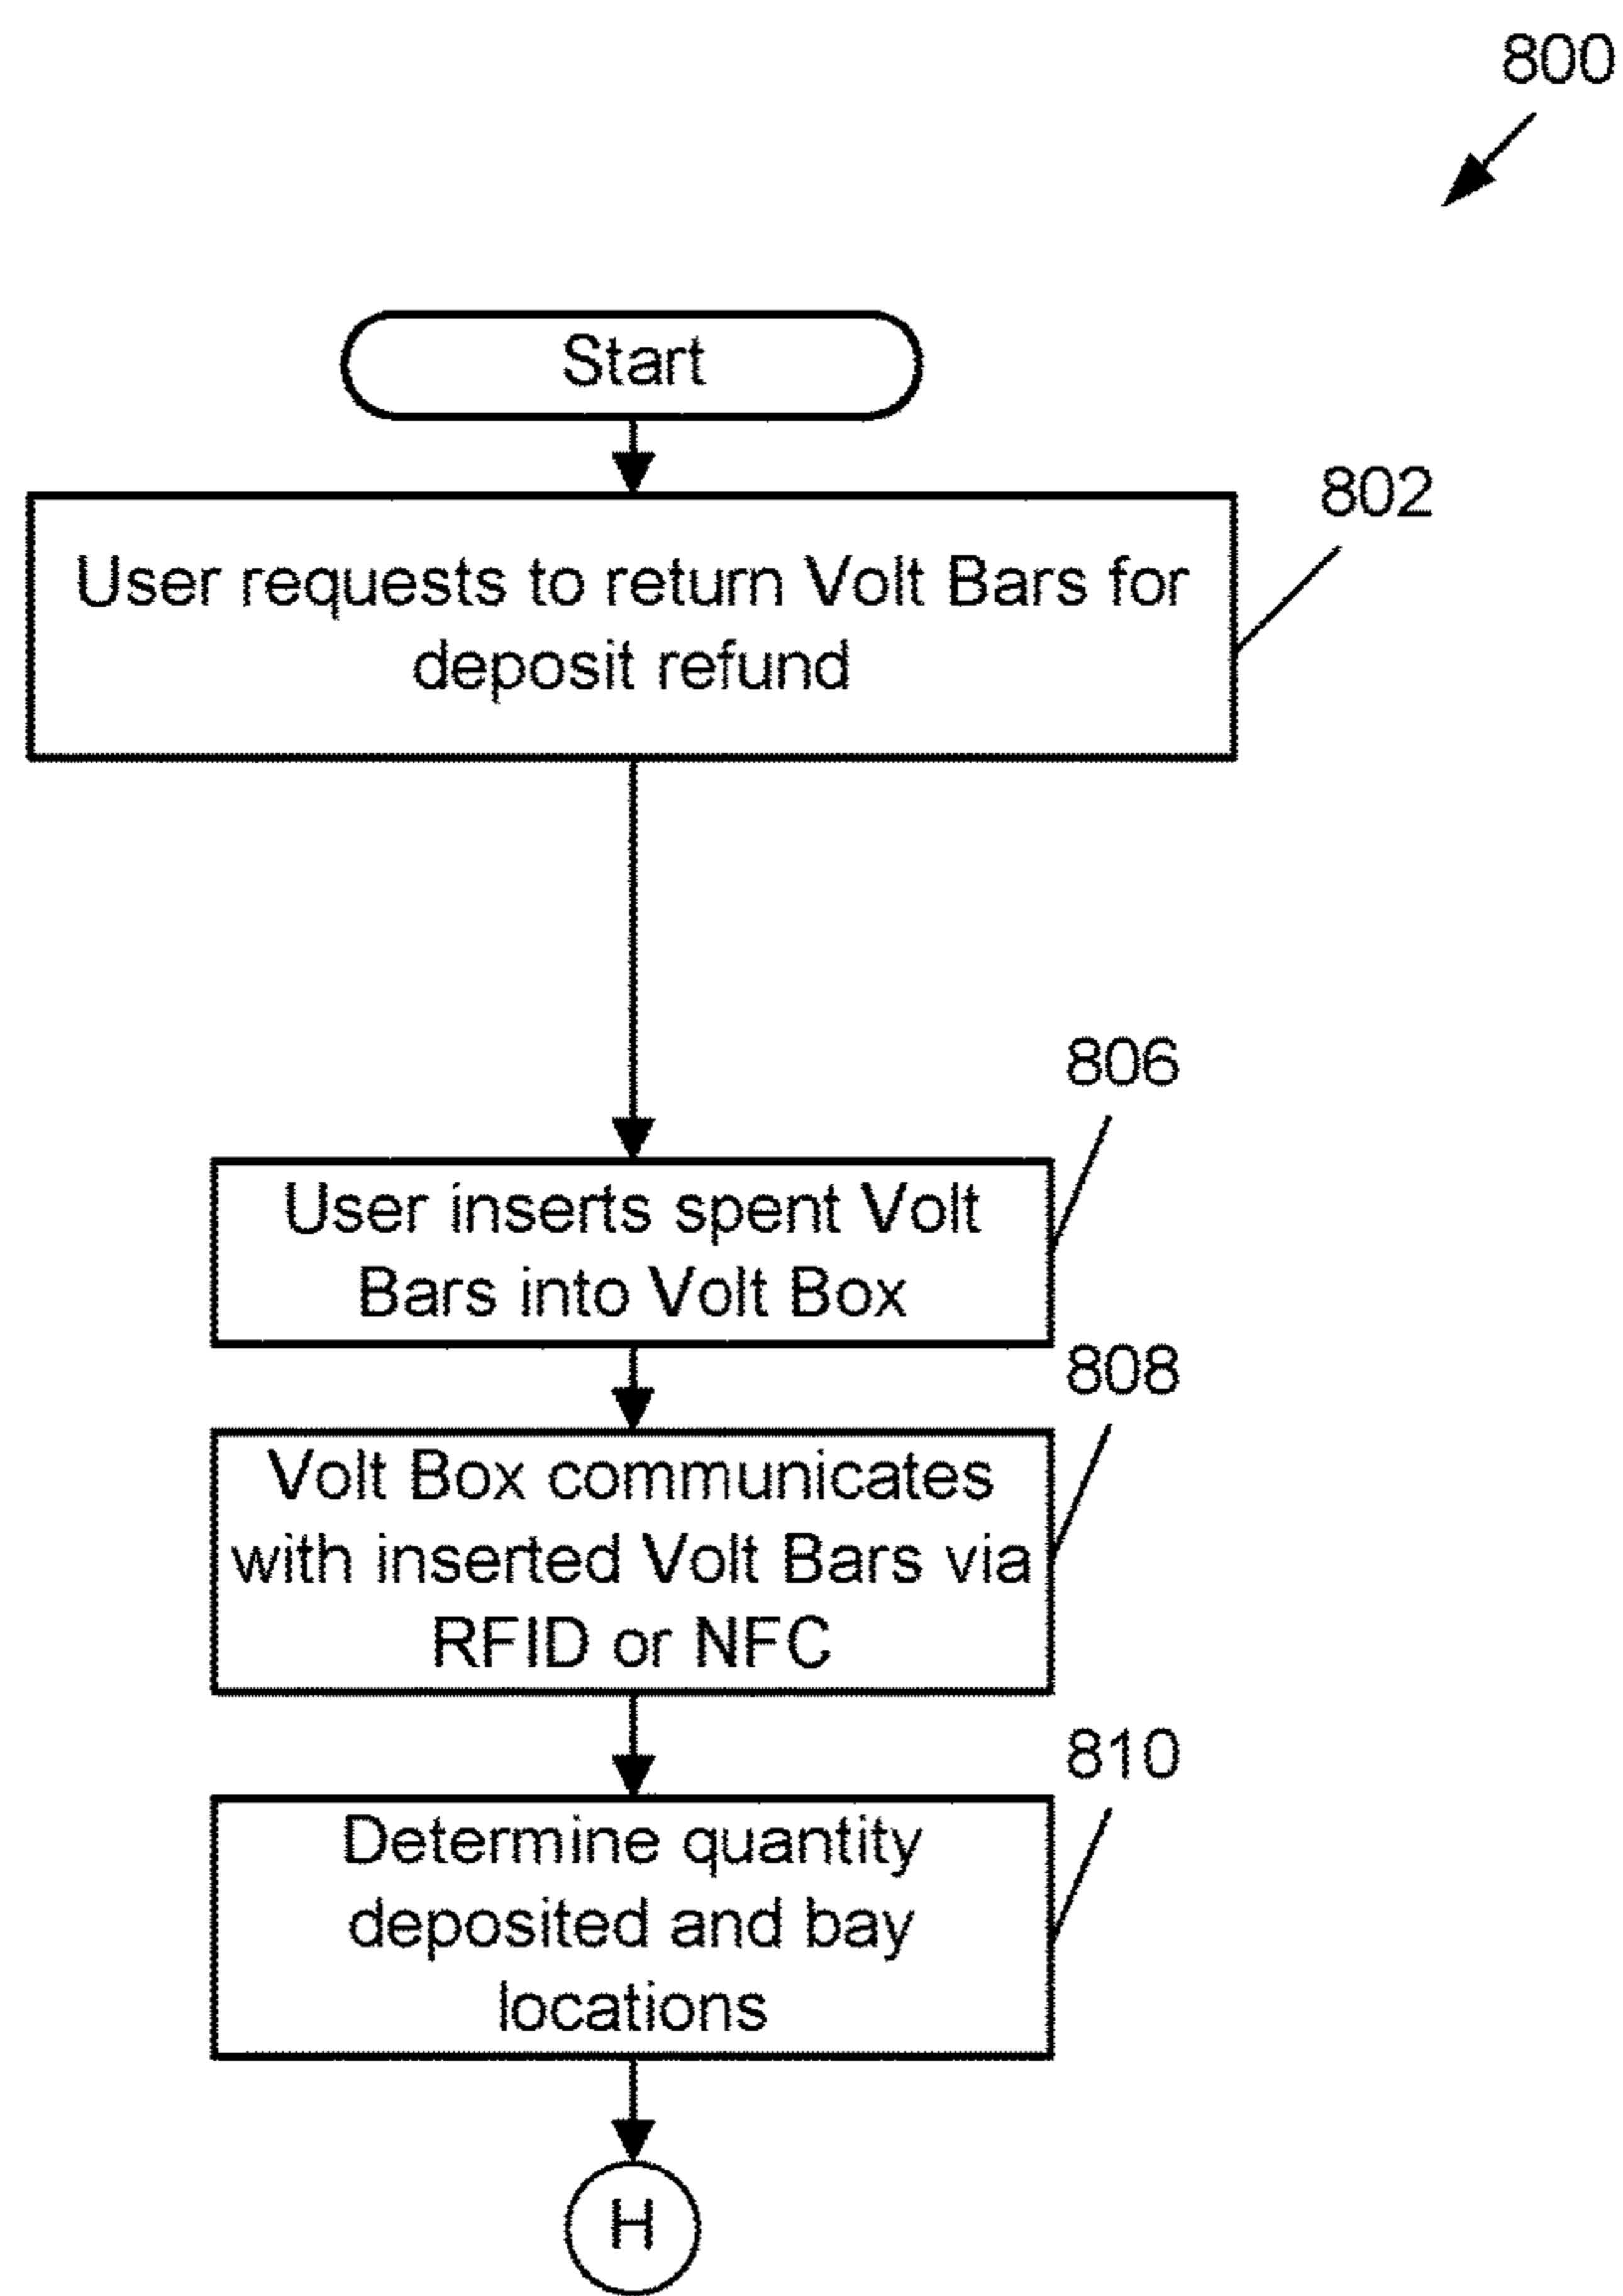 800
Start
802
User requests to return Volt Bars for
deposit refund
806
User inserts spent Volt
Bars into Volt Box
808
Volt Box communicates
with inserted Volt Bars via
RFID or NFC
810
Determine quantity
deposited and bay
locations
H